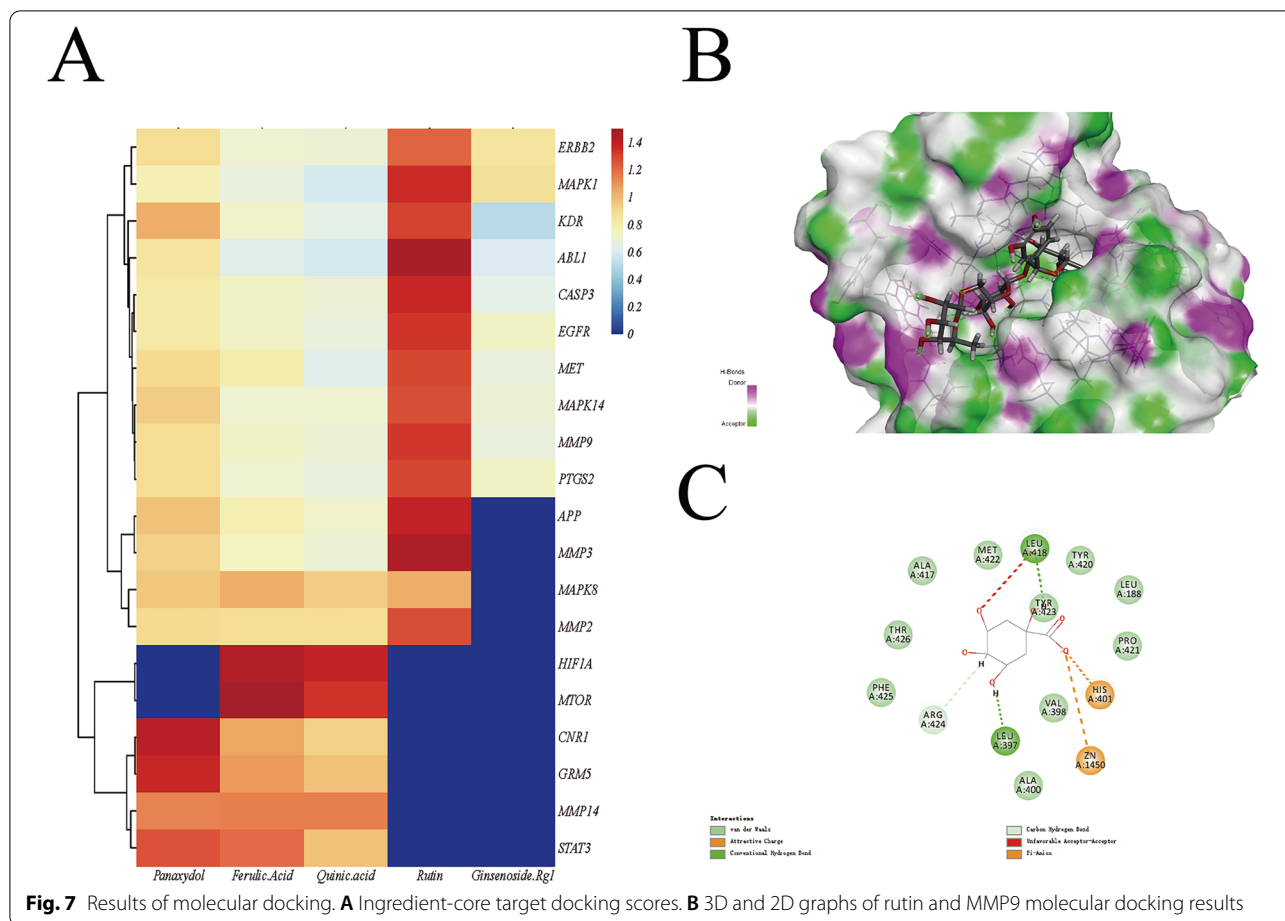 A
B
1.4
1.2
1
0.8
0.6
0.4
0.2
0
ERBB2
MAPK1
KDR
ABL1
CASP3
EGFR
MET
MAPK14
MMP9
PTGS2
APP
MMP3
MAPK8
MMP2
HIF1A
MTOR
CNR1
GRM5
MMP14
STAT3
Panaxydol Ferulic.Acid Quinic.acid Rutin Ginsenoside.Rg1
H-Bonds
Donor
Acceptor
C
LEU
A:418
MET
A:422
TYR
A:420
ALA
A:417
LEU
A:188
TYR
A:423
H
O
O
O
THR
A:426
PRO
A:421
O
O
H
O
PHE
A:425
HIS
A:401
VAL
A:398
ARG
A:424
H
LEU
A:397
ZN
A:1450
ALA
A:400
Interactions
van der Waals
Attractive Charge
Conventional Hydrogen Bond
Carbon Hydrogen Bond
Unfavorable Acceptor-Acceptor
Pi-Anion
Fig. 7 Results of molecular docking. A Ingredient-core target docking scores. B 3D and 2D graphs of rutin and MMP9 molecular docking results